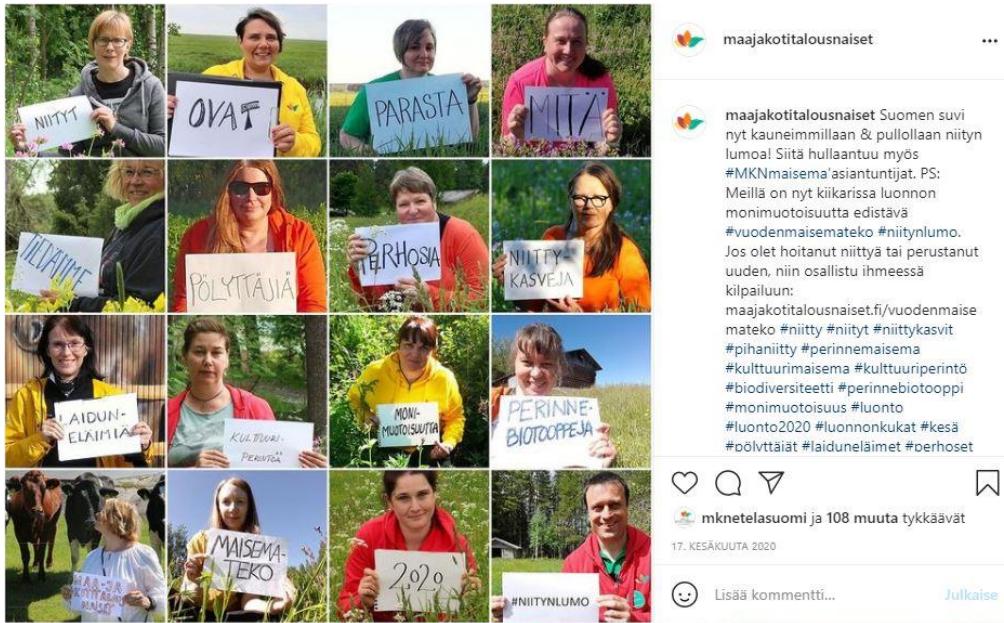 NIITYT
OVAT
PARASTA
MITÄ
TIEDÄMME
PÖLYTTÄJIÄ
PERHOSIA
NIITTY-
KASVEJA
LAIDUN-
ELÄIMIÄ
KULTTUURI-
PERINTÖÄ
MONI-
MUOTOISUUTTA
PERINNE-
BIOTOOPPEJA
MAA- JA
KOTITALOUS
NAISET
MAISEMA-
TEKO
2020
#NIITYNLUMO
maajakotitalousnaiset
maajakotitalousnaiset Suomen suvi
nyt kauneimmillaan & pullollaan niityn
lumoa! Siitä hullaantuu myös
#MKNmaisema'asiantuntijat. PS:
Meillä on nyt kiikarissa luonnon
monimuotoisuutta edistävä
#vuodenmaisemateko #niitynlumo.
Jos olet hoitanut niittyä tai perustanut
uuden, niin osallistu ihmeessä
kilpailuun:
maajakotitalousnaiset.fi/vuodenmaise
mateko #niitty #niityt #niittykasvit
#pihaniitty #perinnemaisema
#kulttuurimaisema #kulttuuriperintö
#biodiversiteetti #perinnebiotooppi
#monimuotoisuus #luonto
#luonto2020 #luonnonkukat #kesä
#pölyttäjät #laiduneläimet #perhoset
mknetelasuomi ja 108 muuta tykkäävät
17. KESÄKUUTA 2020
Lisää kommentti... Julkaise